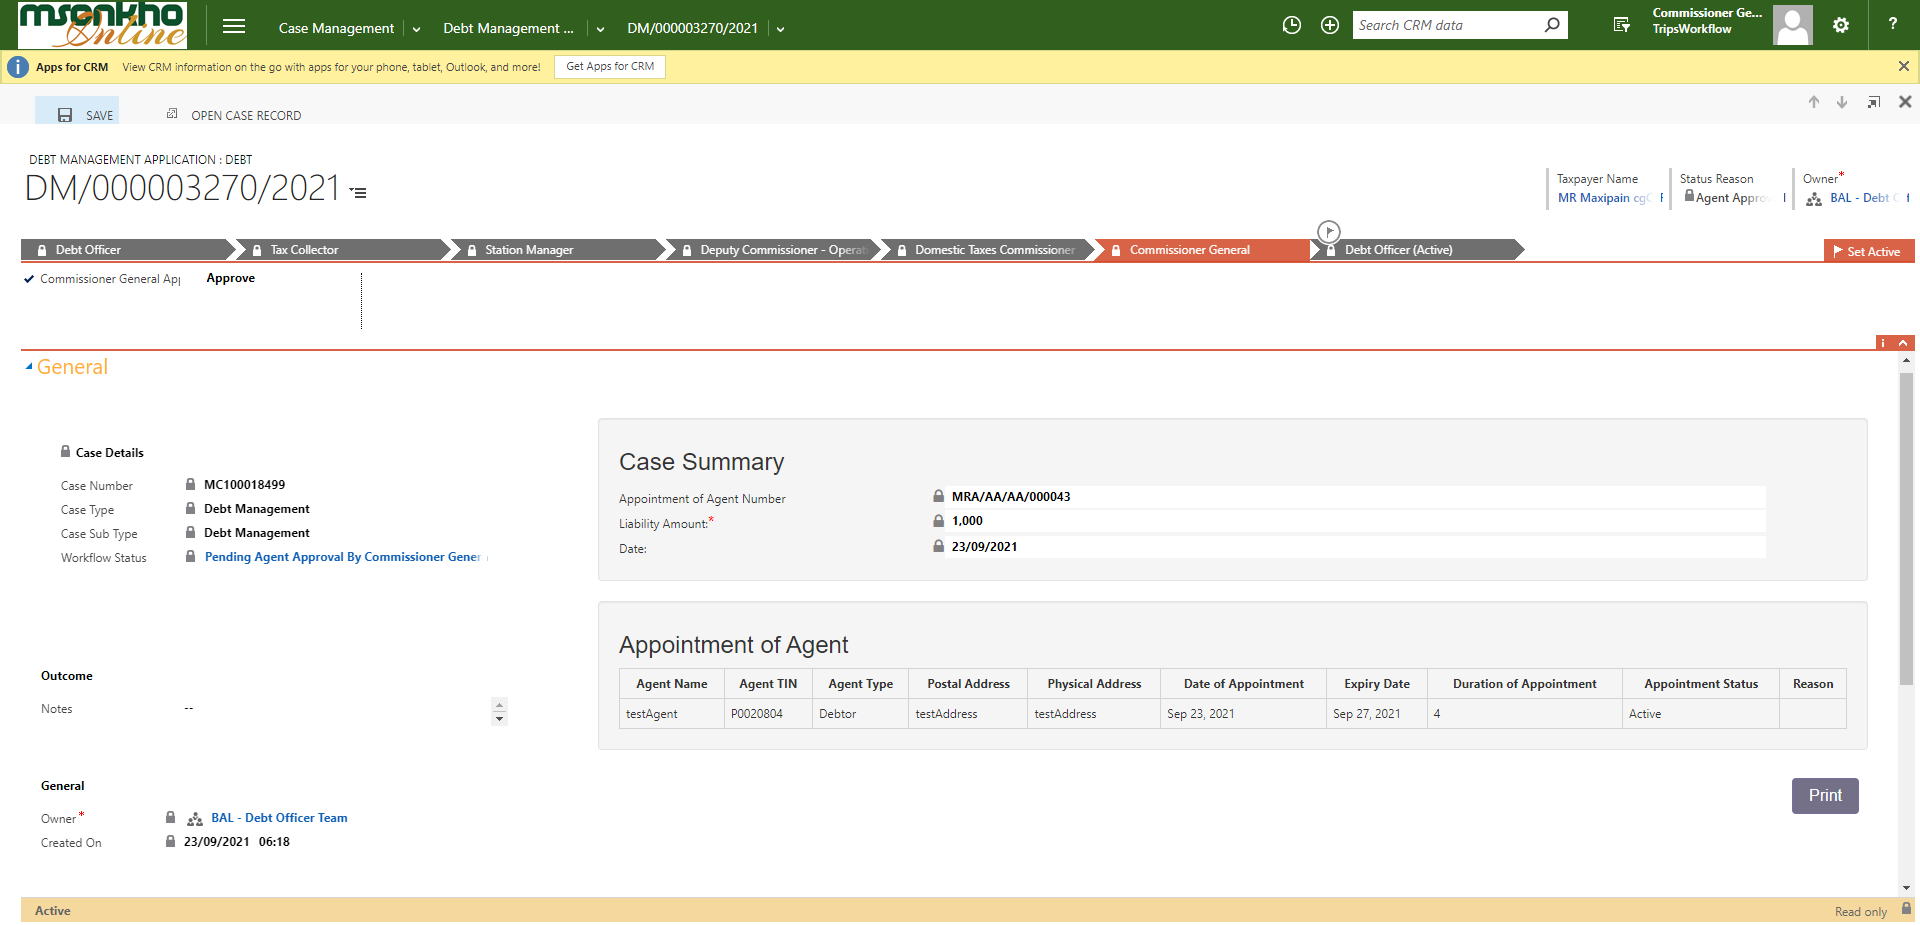 msonkho Online
Case Management
Debt Management ...
DM/000003270/2021
Search CRM data
Commissioner Ge...
TripsWorkflow
?
Apps for CRM
View CRM information on the go with apps for your phone, tablet, Outlook, and more!
Get Apps for CRM
SAVE
OPEN CASE RECORD
DEBT MANAGEMENT APPLICATION : DEBT
DM/000003270/2021
Taxpayer Name
MR Maxipain
Status Reason
Agent Appro
Owner*
BAL - Debt
Debt Officer
Tax Collector
Station Manager
Deputy Commissioner - Opera
Domestic Taxes Commissioner
Commissioner General
Debt Officer (Active)
Set Active
Commissioner General App
Approve
General
Case Details
Case Number MC100018499
Case Type Debt Management
Case Sub Type Debt Management
Workflow Status Pending Agent Approval By Commissioner Gener
Case Summary
Appointment of Agent Number MRA/AA/AA/000043
Liability Amount:* 1,000
Date: 23/09/2021
Appointment of Agent
Agent Name Agent TIN Agent Type Postal Address Physical Address Date of Appointment Expiry Date Duration of Appointment Appointment Status Reason
testAgent P0020804 Debtor testAddress testAddress Sep 23, 2021 Sep 27, 2021 4 Active
Outcome
Notes --
General
Owner* BAL - Debt Officer Team
Created On 23/09/2021 06:18
Print
Active
Read only